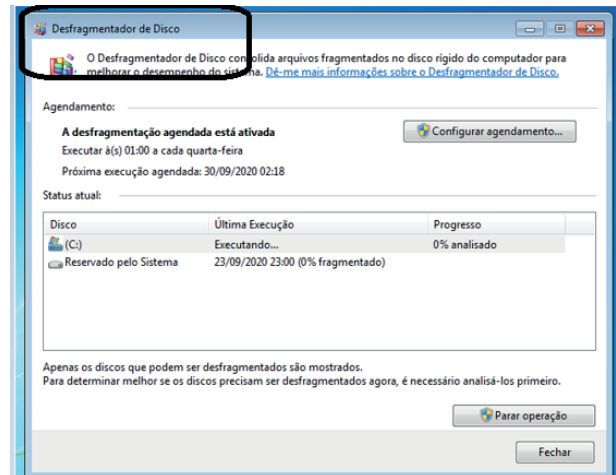 Desfragmentador de Disco
O Desfragmentador de Disco consolida arquivos fragmentados no disco rígido do computador para
melhorar o desempenho do sistema. Dê-me mais informações sobre o Desfragmentador de Disco.
Agendamento:
A desfragmentação agendada está ativada
Configurar agendamento...
Executar à(s) 01:00 a cada quarta-feira
Próxima execução agendada: 30/09/2020 02:18
Status atual:
Disco Última Execução Progresso
(C:) Executando... 0% analisado
Reservado pelo Sistema 23/09/2020 23:00 (0% fragmentado)
Apenas os discos que podem ser desfragmentados são mostrados.
Para determinar melhor se os discos precisam ser desfragmentados agora, é necessário analisá-los primeiro.
Parar operação
Fechar